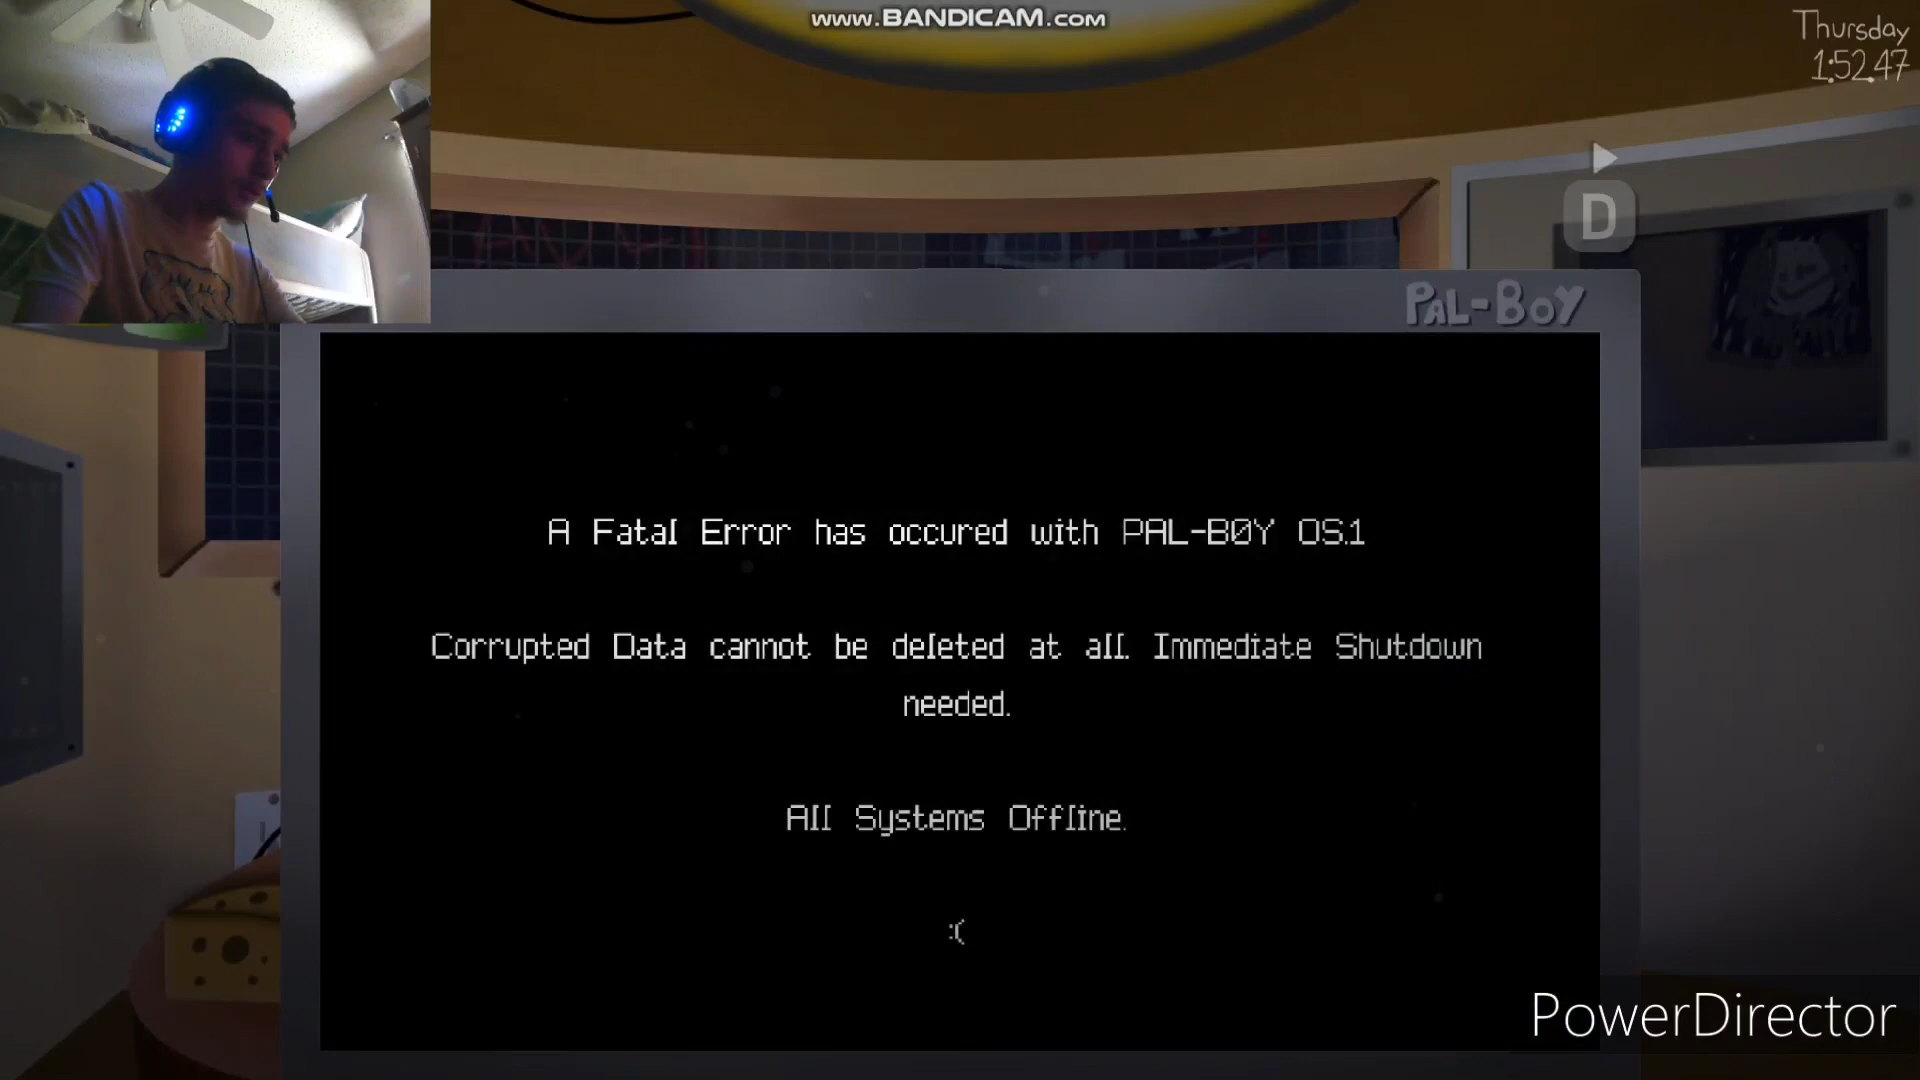 www.BANDICAM.com
Thursday
1:52.47
D
PAL-BOY
A Fatal Error has occured with PAL-B0Y OS.1
Corrupted Data cannot be deleted at all. Immediate Shutdown
needed.
All Systems Offline.
:(
PowerDirector